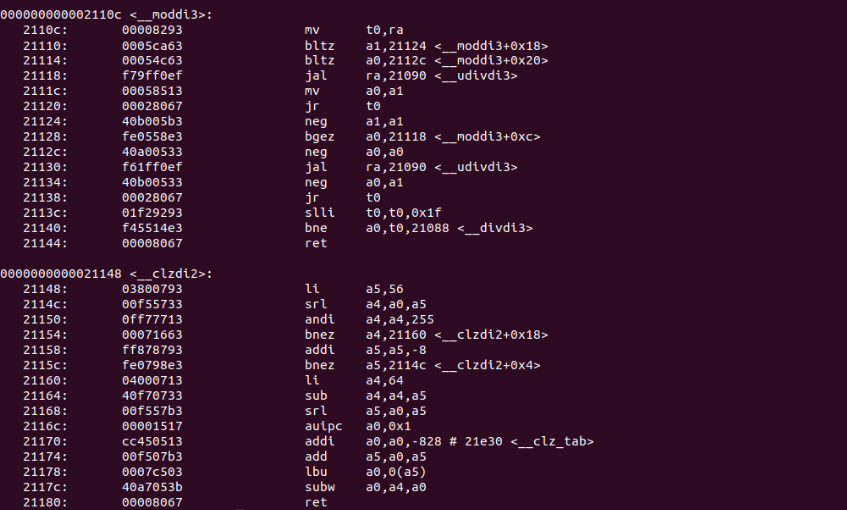 000000000002110c <__moddi3>:
2110c: 00008293 mv t0,ra
21110: 0005ca63 bltz a1,21124 <__moddi3+0x18>
21114: 00054c63 bltz a0,2112c <__moddi3+0x20>
21118: f79ff0ef jal ra,21090 <__udivdi3>
2111c: 00058513 mv a0,a1
21120: 00028067 jr t0
21124: 40b005b3 neg a1,a1
21128: fe0558e3 bgez a0,21118 <__moddi3+0xc>
2112c: 40a00533 neg a0,a0
21130: f61ff0ef jal ra,21090 <__udivdi3>
21134: 40b00533 neg a0,a1
21138: 00028067 jr t0
2113c: 01f29293 slli t0,t0,0x1f
21140: f45514e3 bne a0,t0,21088 <__divdi3>
21144: 00008067 ret
0000000000021148 <__clzdi2>:
21148: 03800793 li a5,56
2114c: 00f55733 srl a4,a0,a5
21150: 0ff77713 andi a4,a4,255
21154: 00071663 bnez a4,21160 <__clzdi2+0x18>
21158: ff878793 addi a5,a5,-8
2115c: fe0798e3 bnez a5,2114c <__clzdi2+0x4>
21160: 04000713 li a4,64
21164: 40f70733 sub a4,a4,a5
21168: 00f557b3 srl a5,a0,a5
2116c: 00001517 auipc a0,0x1
21170: cc450513 addi a0,a0,-828 # 21e30 <__clz_tab>
21174: 00f507b3 add a5,a0,a5
21178: 0007c503 lbu a0,0(a5)
2117c: 40a7053b subw a0,a4,a0
21180: 00008067 ret